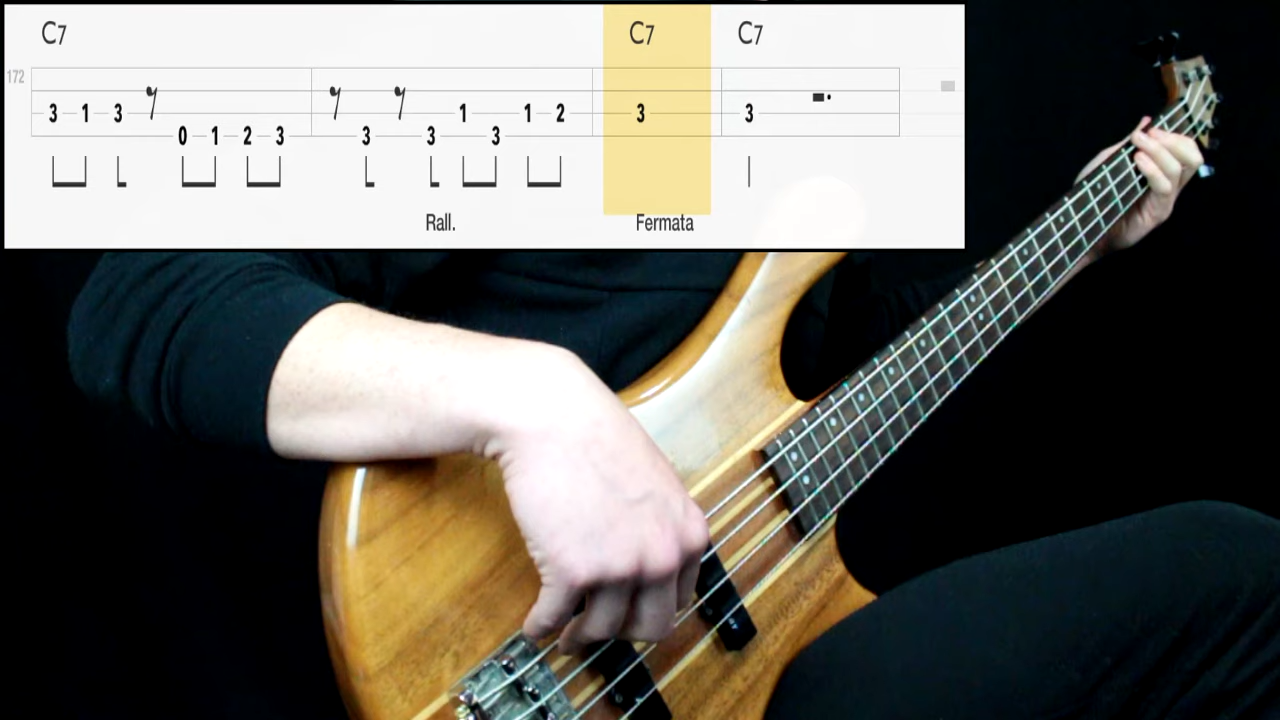 C7 C7 C7
172
1 1 2
3 1 3 3 3
0 1 2 3 3 3 3
Rall. Fermata